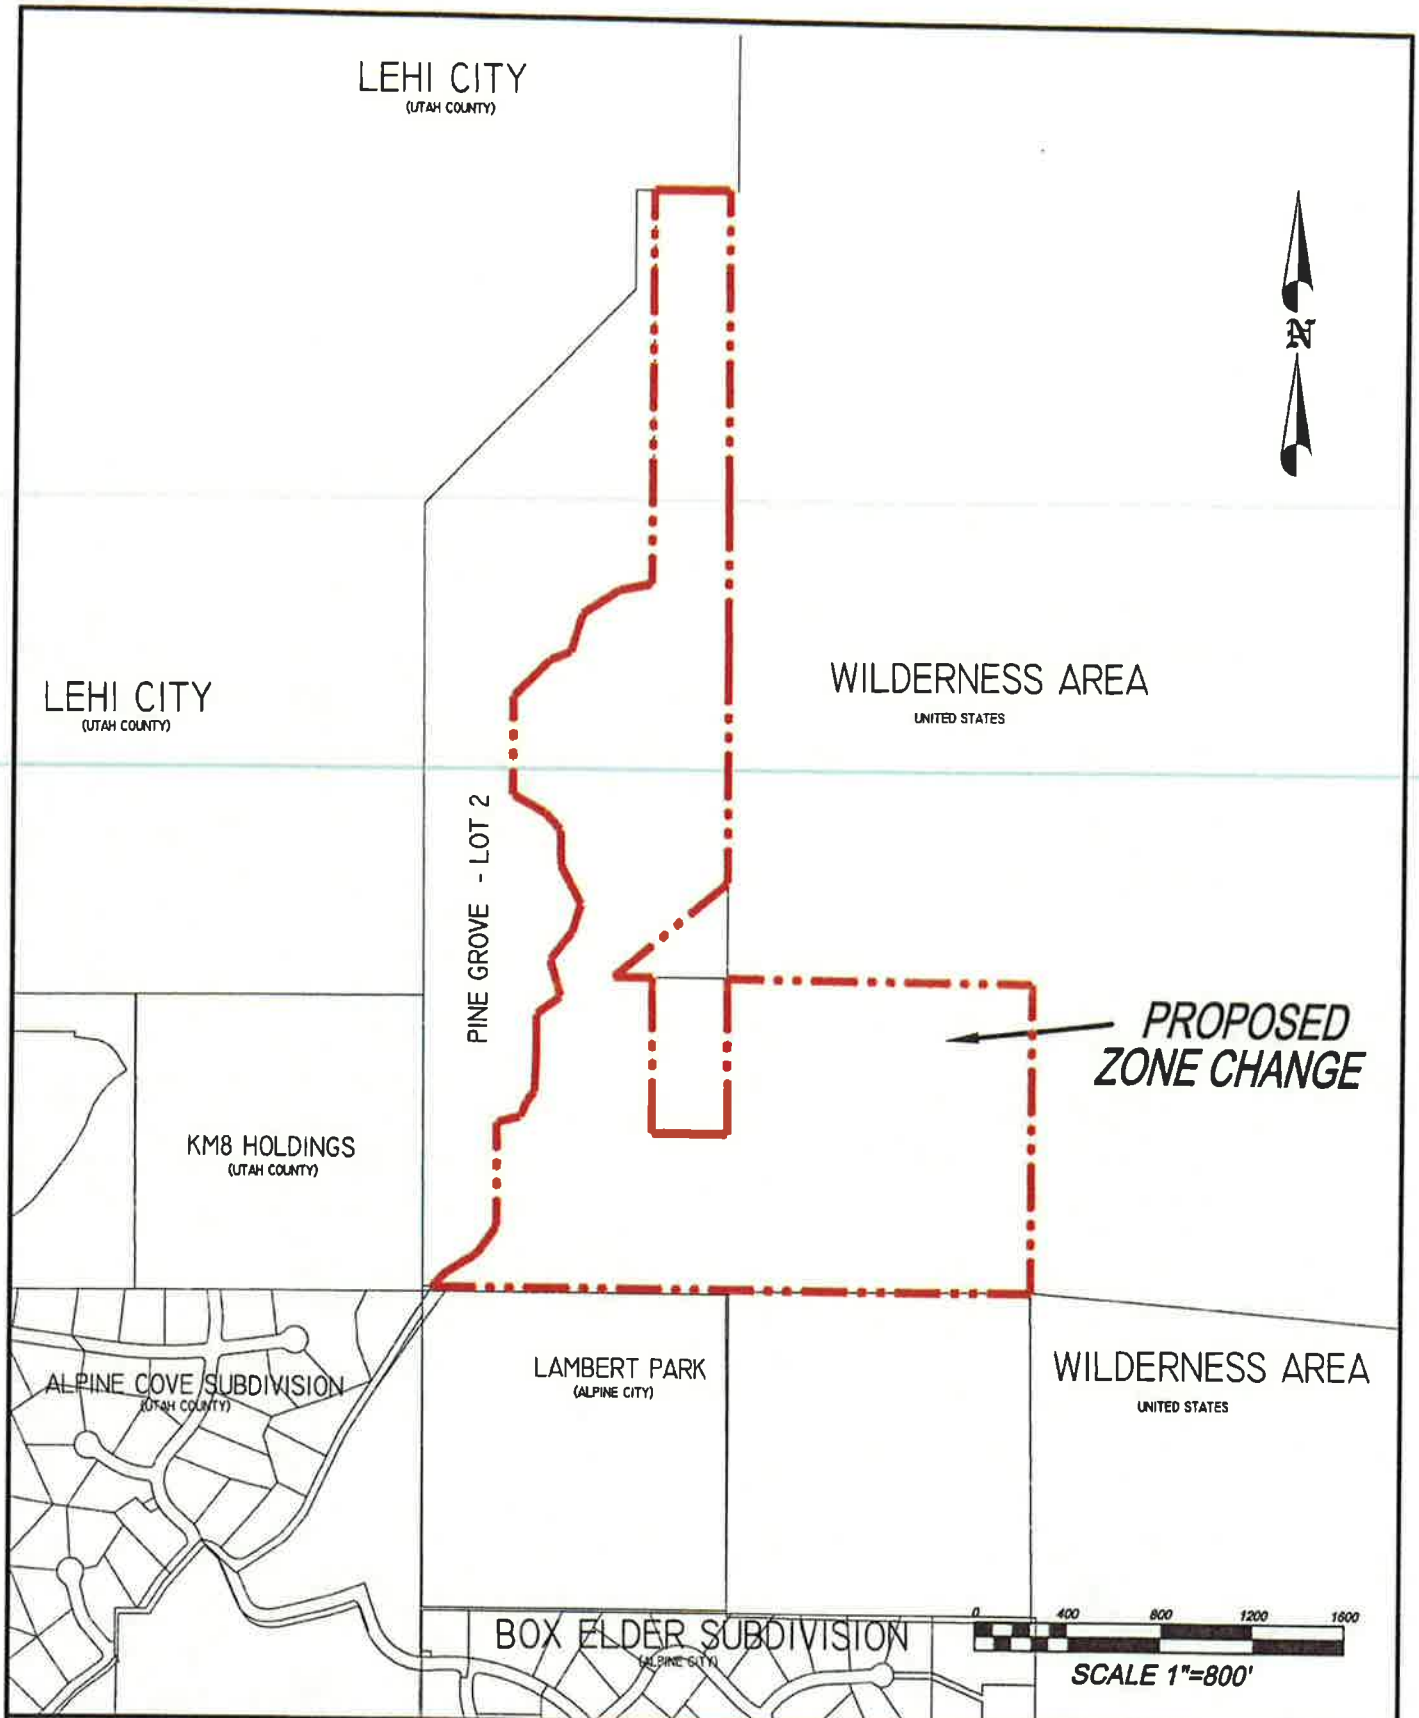 LEHI CITY
(UTAH COUNTY)
N
LEHI CITY
(UTAH COUNTY)
WILDERNESS AREA
UNITED STATES
PINE GROVE - LOT 2
PROPOSED
ZONE CHANGE
KM8 HOLDINGS
(UTAH COUNTY)
ALPINE COVE SUBDIVISION
(UTAH COUNTY)
LAMBERT PARK
(ALPINE CITY)
WILDERNESS AREA
UNITED STATES
BOX ELDER SUBDIVISION
(ALPINE CITY)
0 400 800 1200 1600
SCALE 1"=800'